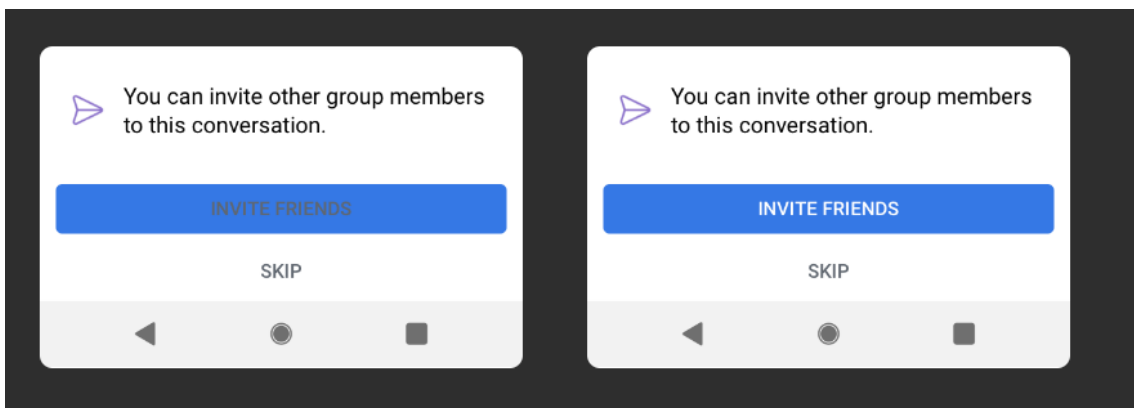 You can invite other group members
to this conversation.
INVITE FRIENDS
SKIP
You can invite other group members
to this conversation.
INVITE FRIENDS
SKIP